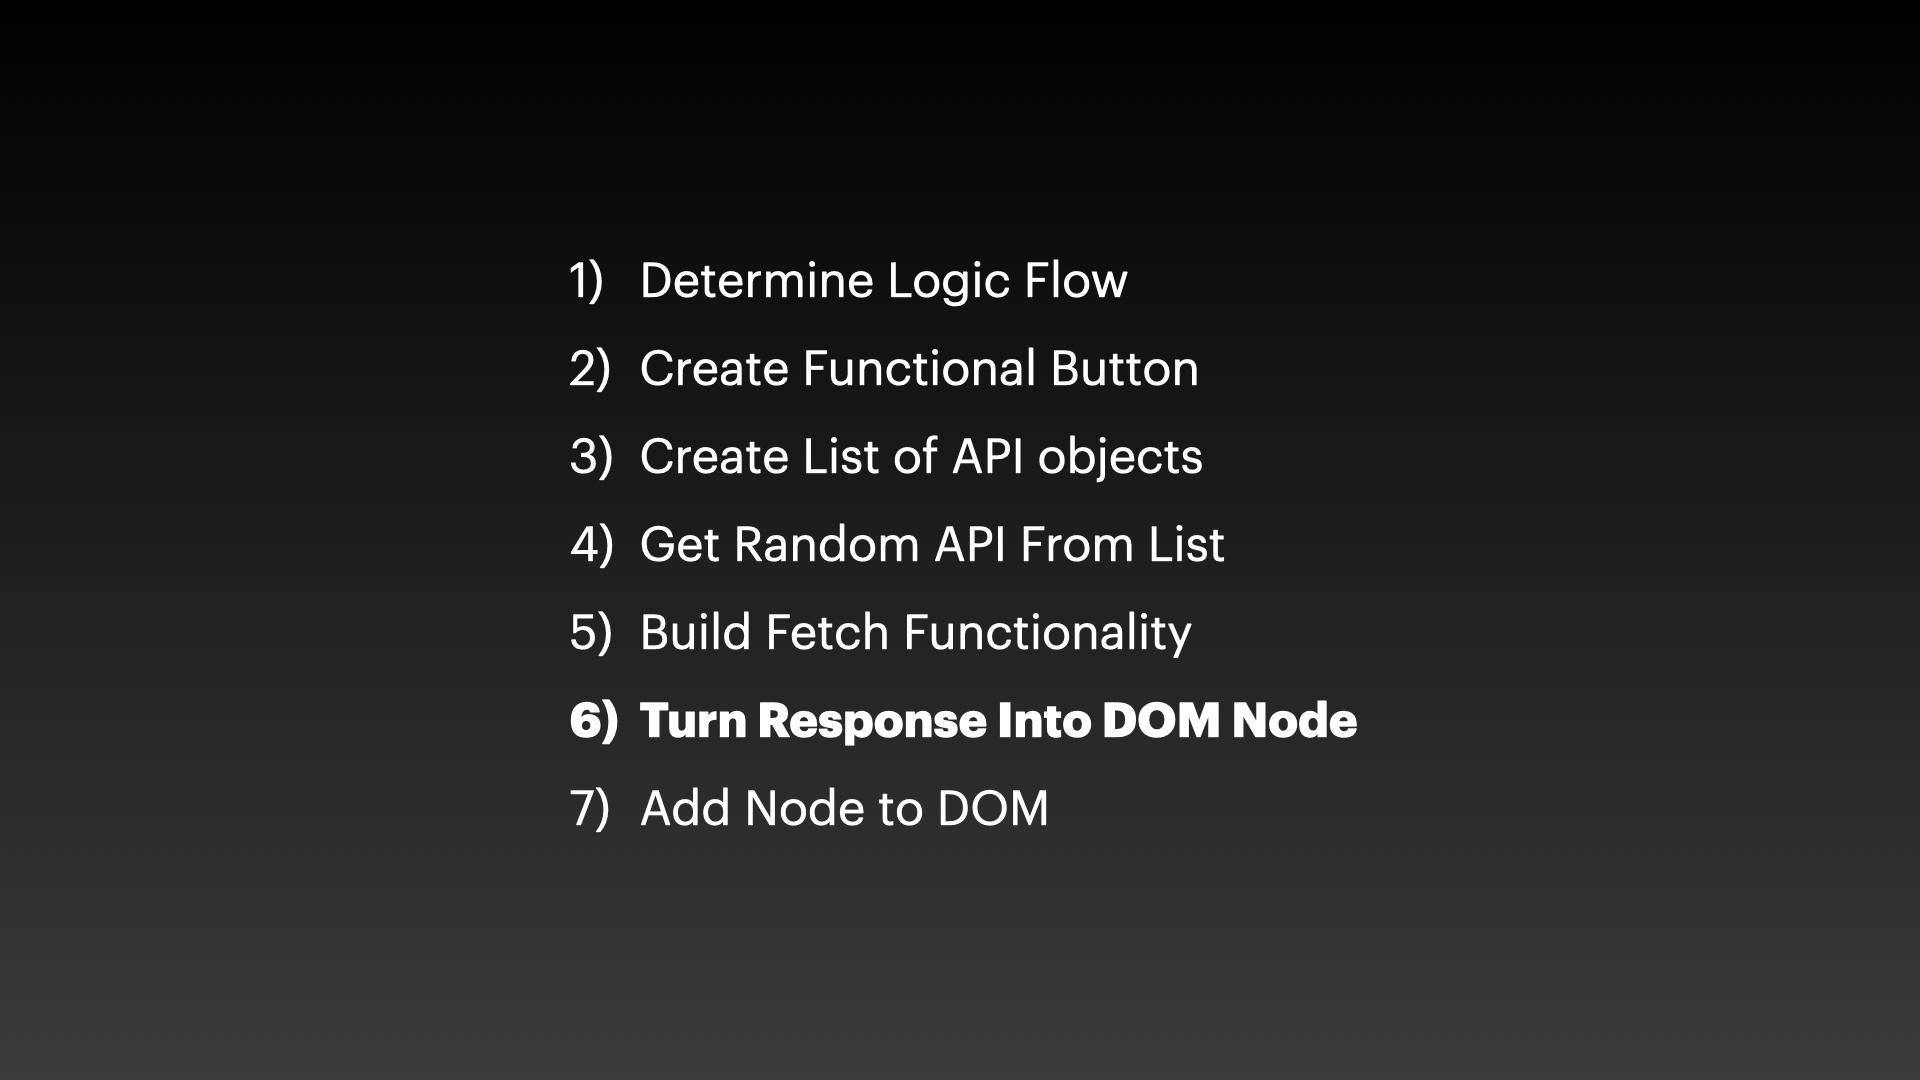 1) Determine Logic Flow
2) Create Functional Button
3) Create List of API objects
4) Get Random API From List
5) Build Fetch Functionality
6) Turn Response Into DOM Node
7) Add Node to DOM